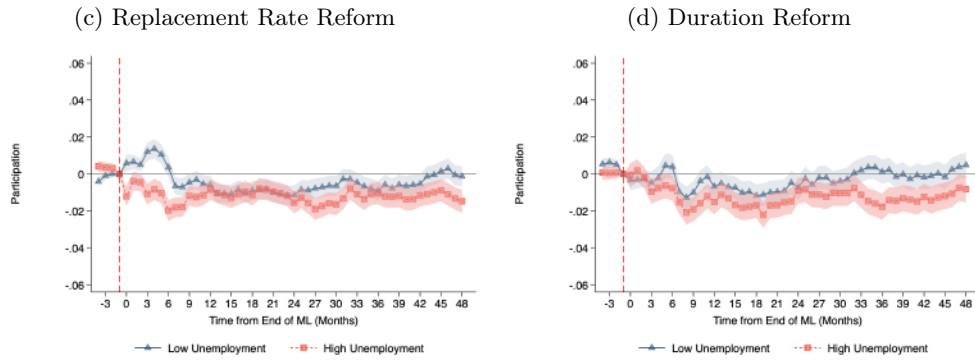 (c) Replacement Rate Reform
.06
.04
.02
0
-.02
-.04
-.06
Participation
-3 0 3 6 9 12 15 18 21 24 27 30 33 36 39 42 45 48
Time from End of ML (Months)
Low Unemployment High Unemployment
(d) Duration Reform
.06
.04
.02
0
-.02
-.04
-.06
Participation
-3 0 3 6 9 12 15 18 21 24 27 30 33 36 39 42 45 48
Time from End of ML (Months)
Low Unemployment High Unemployment